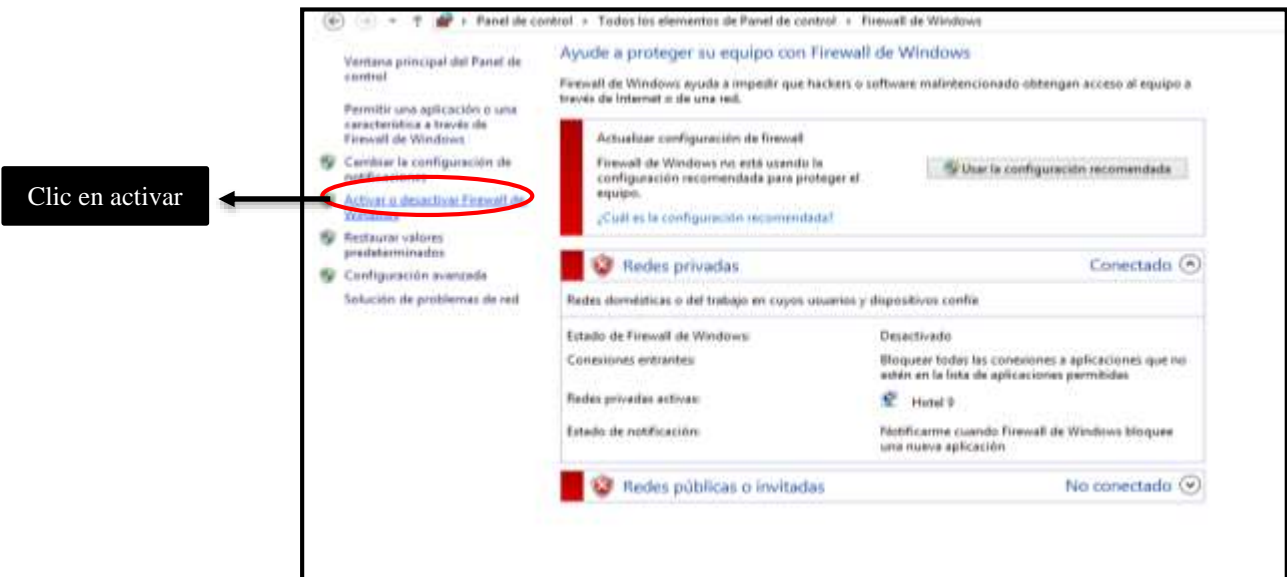 Panel de control › Todos los elementos de Panel de control › Firewall de Windows
Ventana principal del Panel de
control
Permitir una aplicación o una
característica a través de
Firewall de Windows
Cambiar la configuración de
notificaciones
Clic en activar
Activar o desactivar Firewall de
Windows
Restaurar valores
predeterminados
Configuración avanzada
Solución de problemas de red
Ayude a proteger su equipo con Firewall de Windows
Firewall de Windows ayuda a impedir que hackers o software malintencionado obtengan acceso al equipo a
través de Internet o de una red.
Actualizar configuración de firewall
Firewall de Windows no está usando la
configuración recomendada para proteger el
equipo.
Usar la configuración recomendada
¿Cuál es la configuración recomendada?
Redes privadas Conectado
Redes domésticas o del trabajo en cuyos usuarios y dispositivos confía
Estado de Firewall de Windows: Desactivado
Conexiones entrantes: Bloquear todas las conexiones a aplicaciones que no
estén en la lista de aplicaciones permitidas
Redes privadas activas: Hotel 9
Estado de notificación: Notificarme cuando Firewall de Windows bloquee
una nueva aplicación
Redes públicas o invitadas No conectado